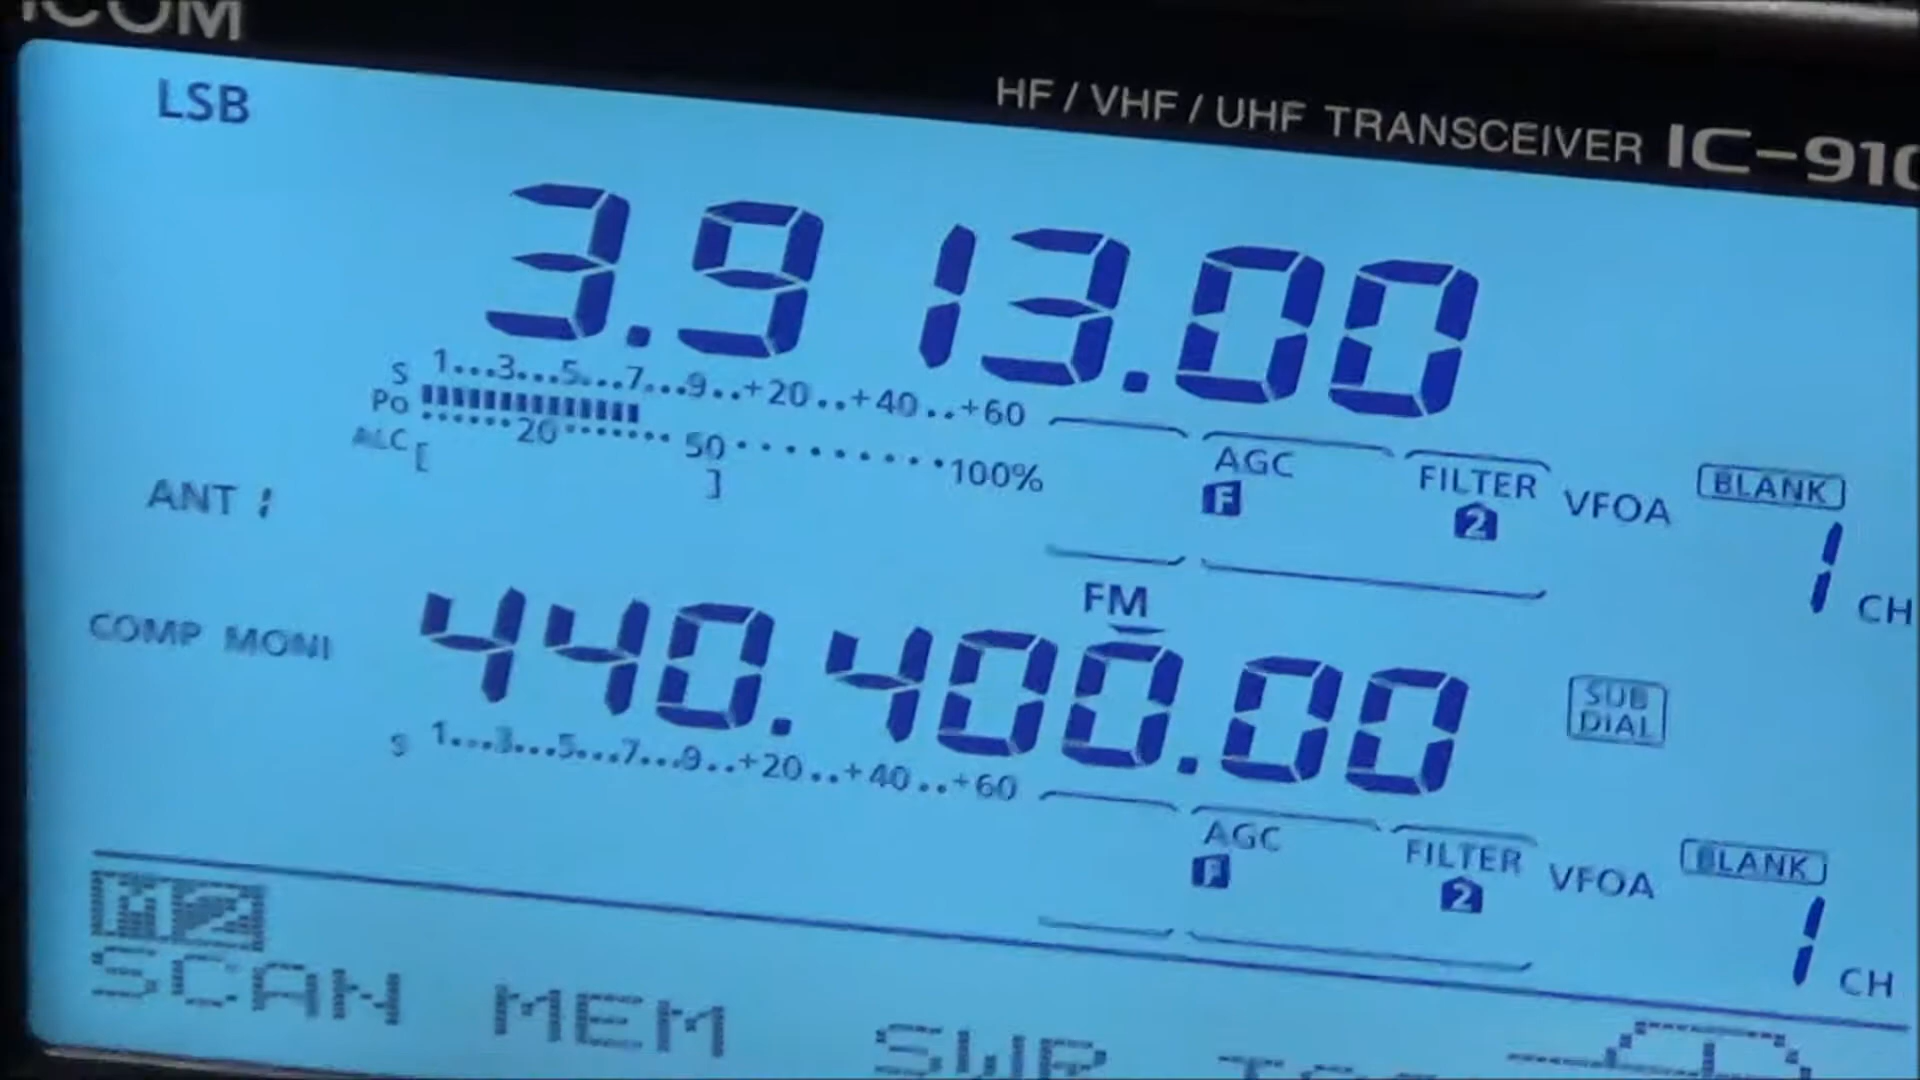 ICOM
HF / VHF / UHF TRANSCEIVER IC-910
LSB
3.913.00
S 1...3...5...7...9..+20..+40..+60
Po 20 50 100%
ALC [ ]
AGC F FILTER 2 VFOA BLANK 1 CH
ANT 1
FM
COMP MONI
440.400.00
SUB DIAL
S 1...3...5...7...9..+20..+40..+60
AGC F FILTER 2 VFOA BLANK 1 CH
M2
SCAN MEM SWR